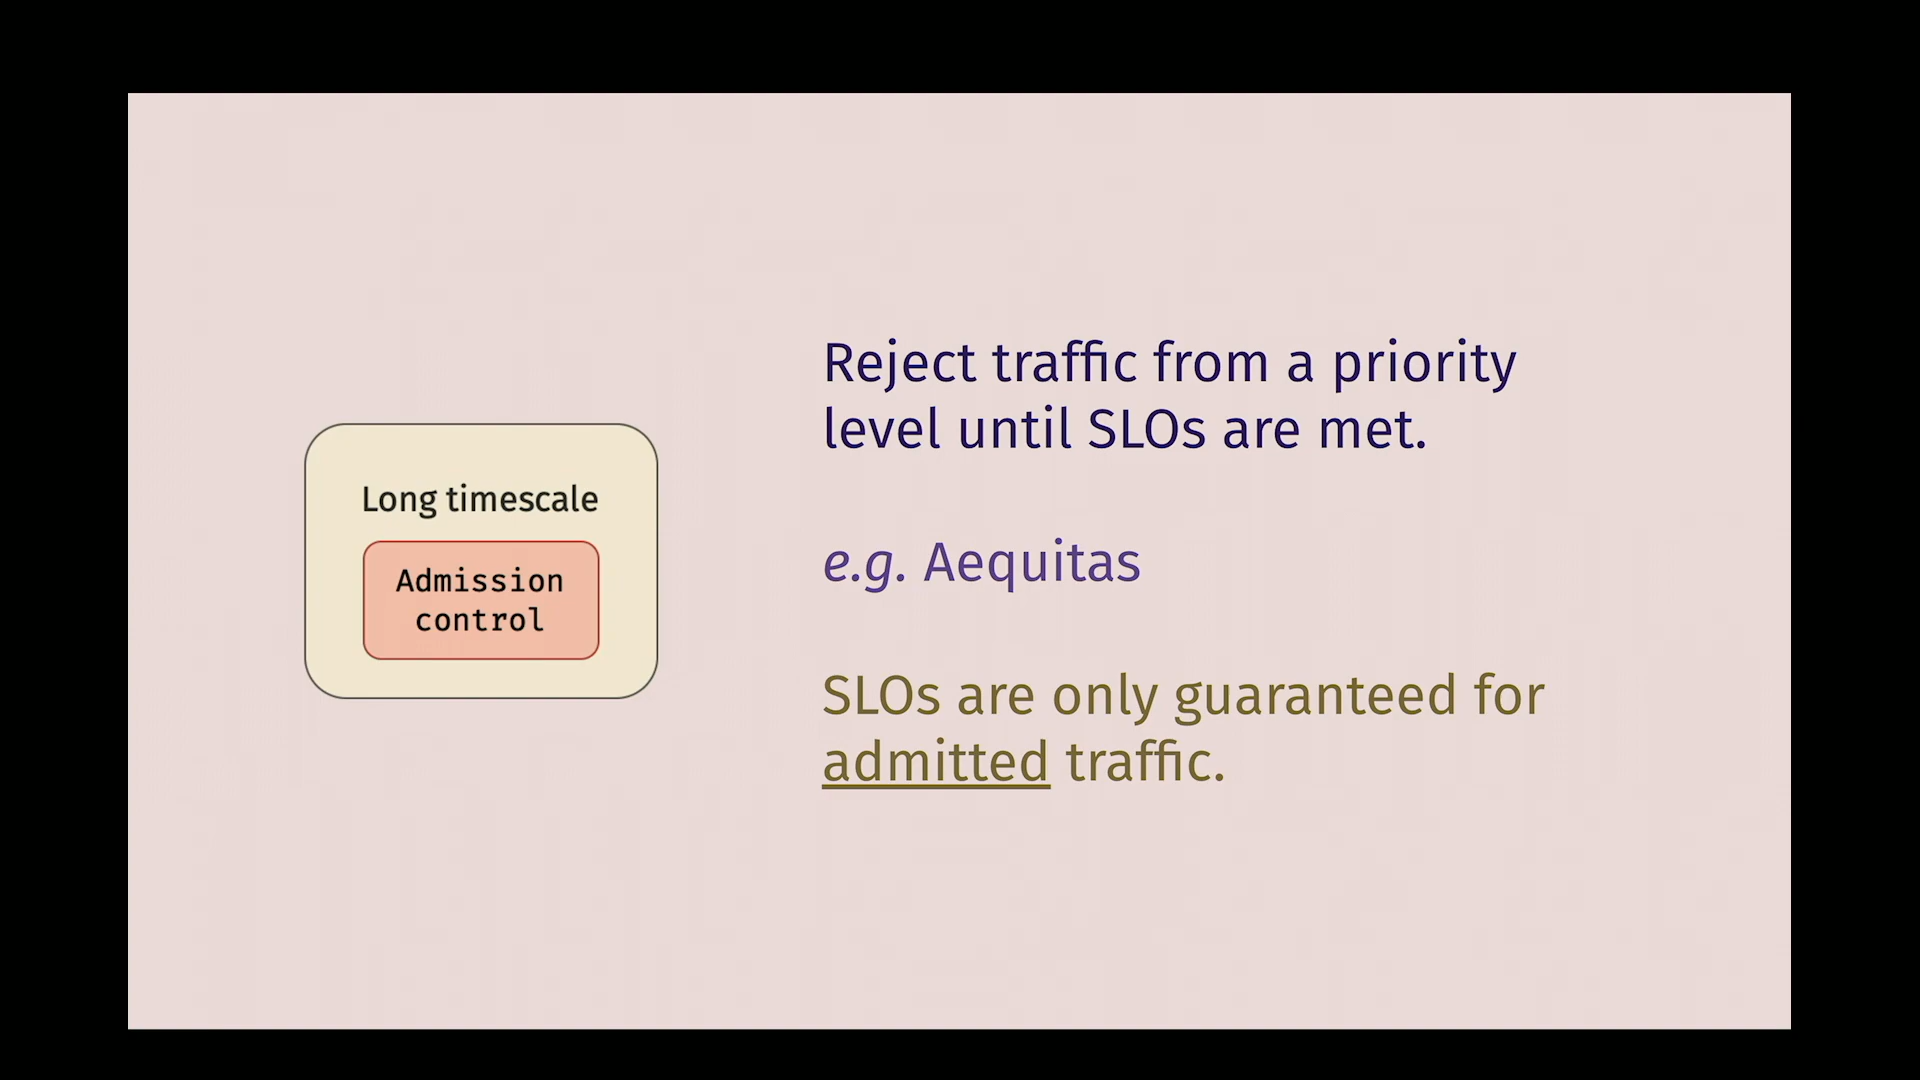 Long timescale
Admission
control
Reject traffic from a priority
level until SLOs are met.
e.g. Aequitas
SLOs are only guaranteed for
admitted traffic.